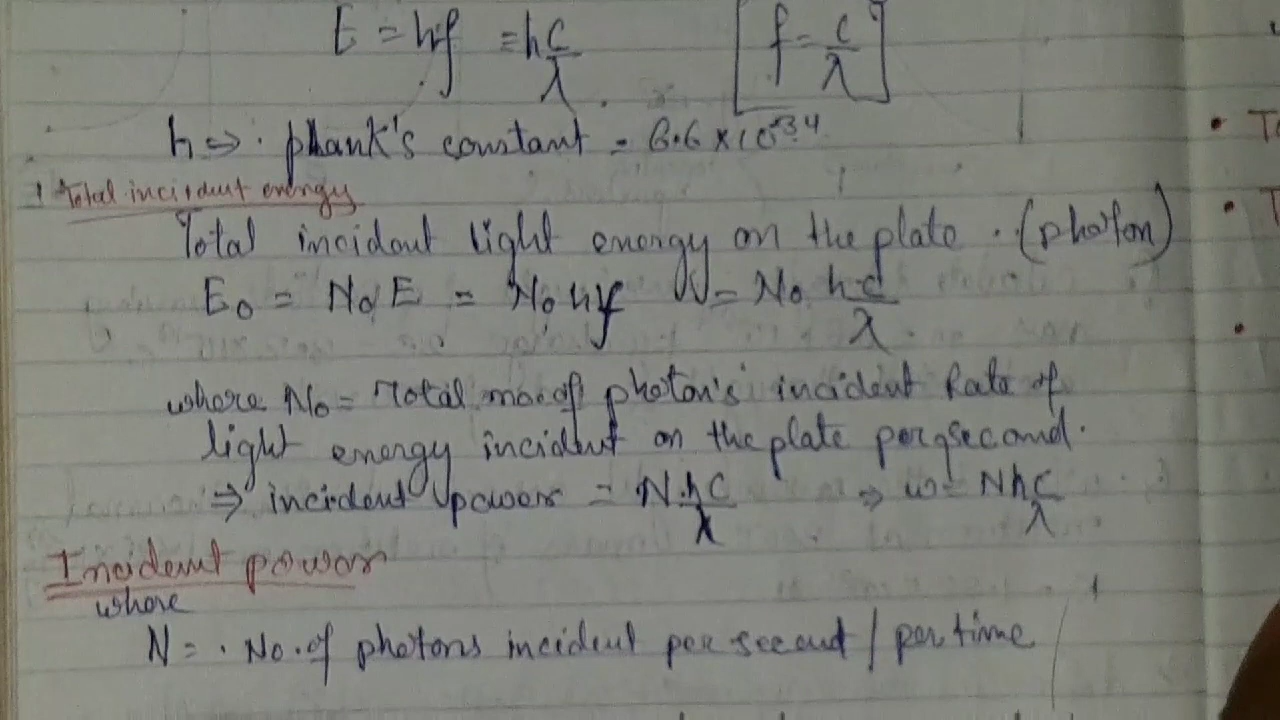 E = hf = hc/λ [f = c/λ]
h ⇒ . phank's constant = 6.6 × 10^-34
Total incident energy
Total incident light energy on the plate . (photon)
E₀ = N₀E = N₀hf = N₀ hc/λ
where N₀ = Total no. of photon's incident Rate of
light energy incident on the plate per second.
⇒ incident power = N.hc/λ ⇒ w = Nhc/λ
Incident power
where
N = . No. of photons incident per second / per time